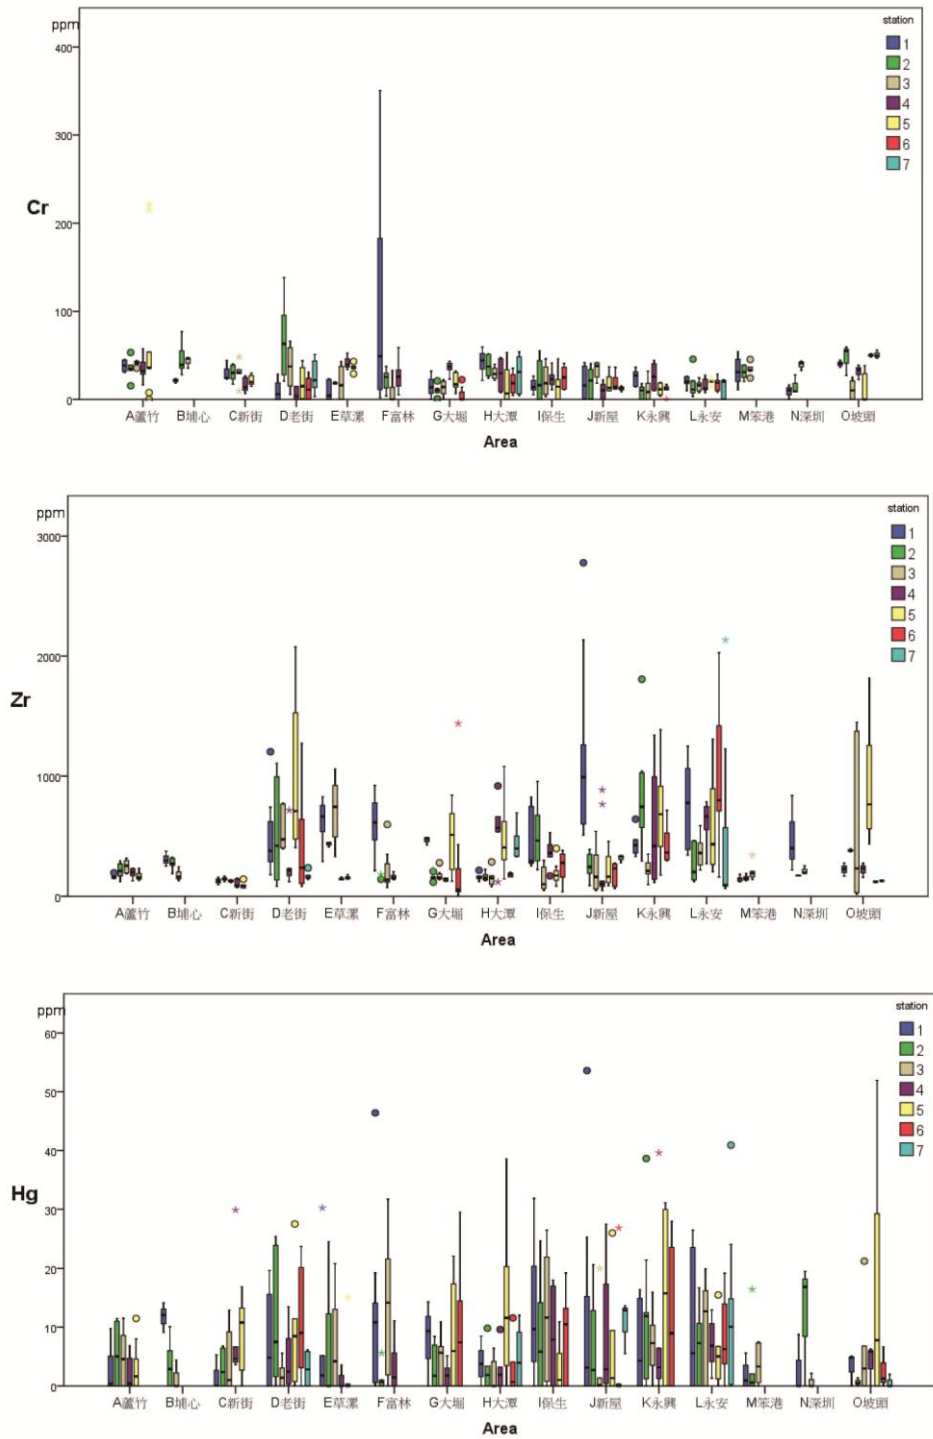 ppm
station
1
2
3
4
5
6
7
400
300
200
100
0
Cr
A蘆竹 B埔心 C新街 D老街 E草漯 F富林 G大堀 H大潭 I保生 J新屋 K永興 L永安 M笨港 N深圳 O坡頭
Area
ppm
station
1
2
3
4
5
6
7
3000
2000
1000
0
Zr
A蘆竹 B埔心 C新街 D老街 E草漯 F富林 G大堀 H大潭 I保生 J新屋 K永興 L永安 M笨港 N深圳 O坡頭
Area
ppm
station
1
2
3
4
5
6
7
60
50
40
30
20
10
0
Hg
A蘆竹 B埔心 C新街 D老街 E草漯 F富林 G大堀 H大潭 I保生 J新屋 K永興 L永安 M笨港 N深圳 O坡頭
Area